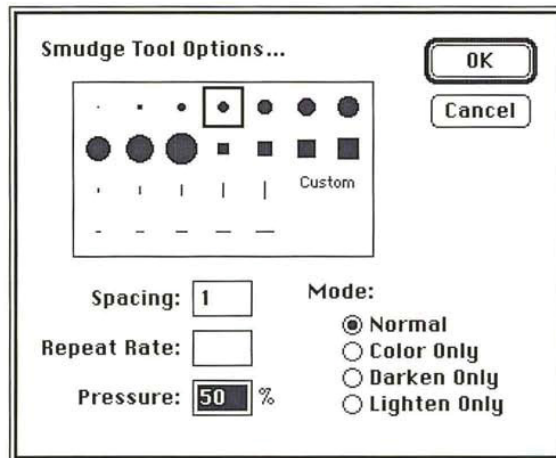 Smudge Tool Options...
OK
Cancel
Custom
Spacing: 1
Repeat Rate:
Pressure: 50 %
Mode:
Normal
Color Only
Darken Only
Lighten Only